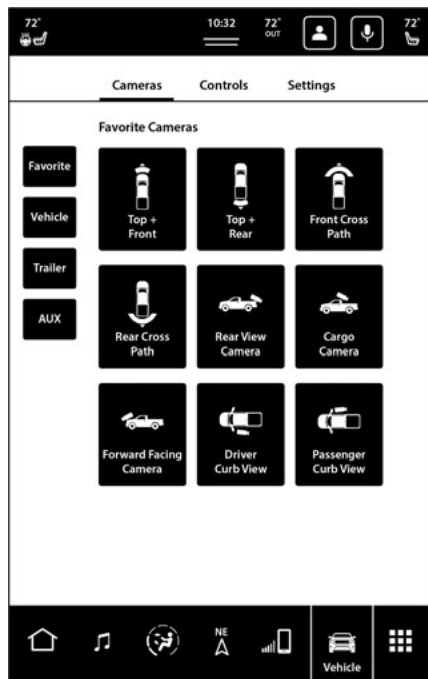 72°
10:32
72°
OUT
72°
Cameras
Controls
Settings
Favorite Cameras
Favorite
Vehicle
Trailer
AUX
Top +
Front
Top +
Rear
Front Cross
Path
Rear Cross
Path
Rear View
Camera
Cargo
Camera
Forward Facing
Camera
Driver
Curb View
Passenger
Curb View
NE
Vehicle